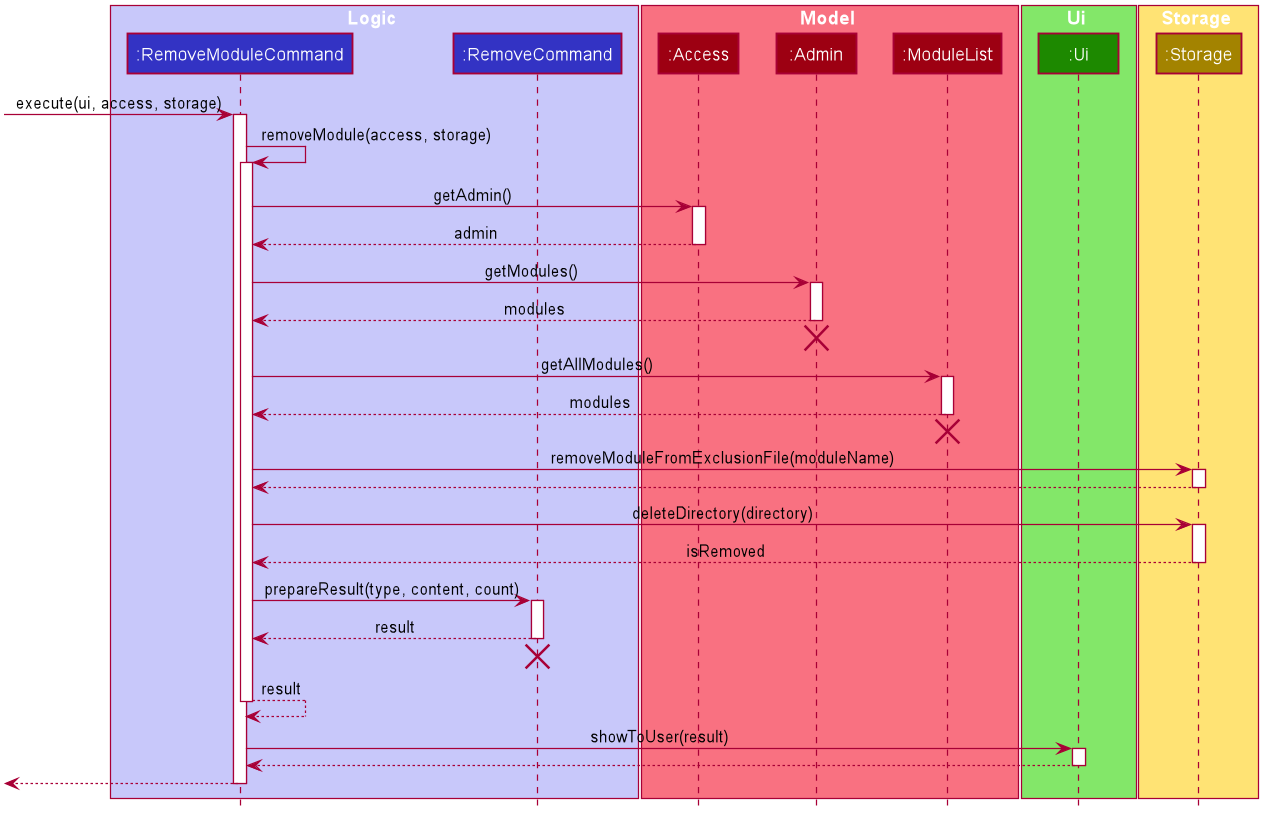 Logic
Model
Ui
Storage
:RemoveModuleCommand
:RemoveCommand
:Access
:Admin
:ModuleList
:Ui
:Storage
execute(ui, access, storage)
removeModule(access, storage)
getAdmin()
admin
getModules()
modules
getAllModules()
modules
removeModuleFromExclusionFile(moduleName)
deleteDirectory(directory)
isRemoved
prepareResult(type, content, count)
result
result
showToUser(result)